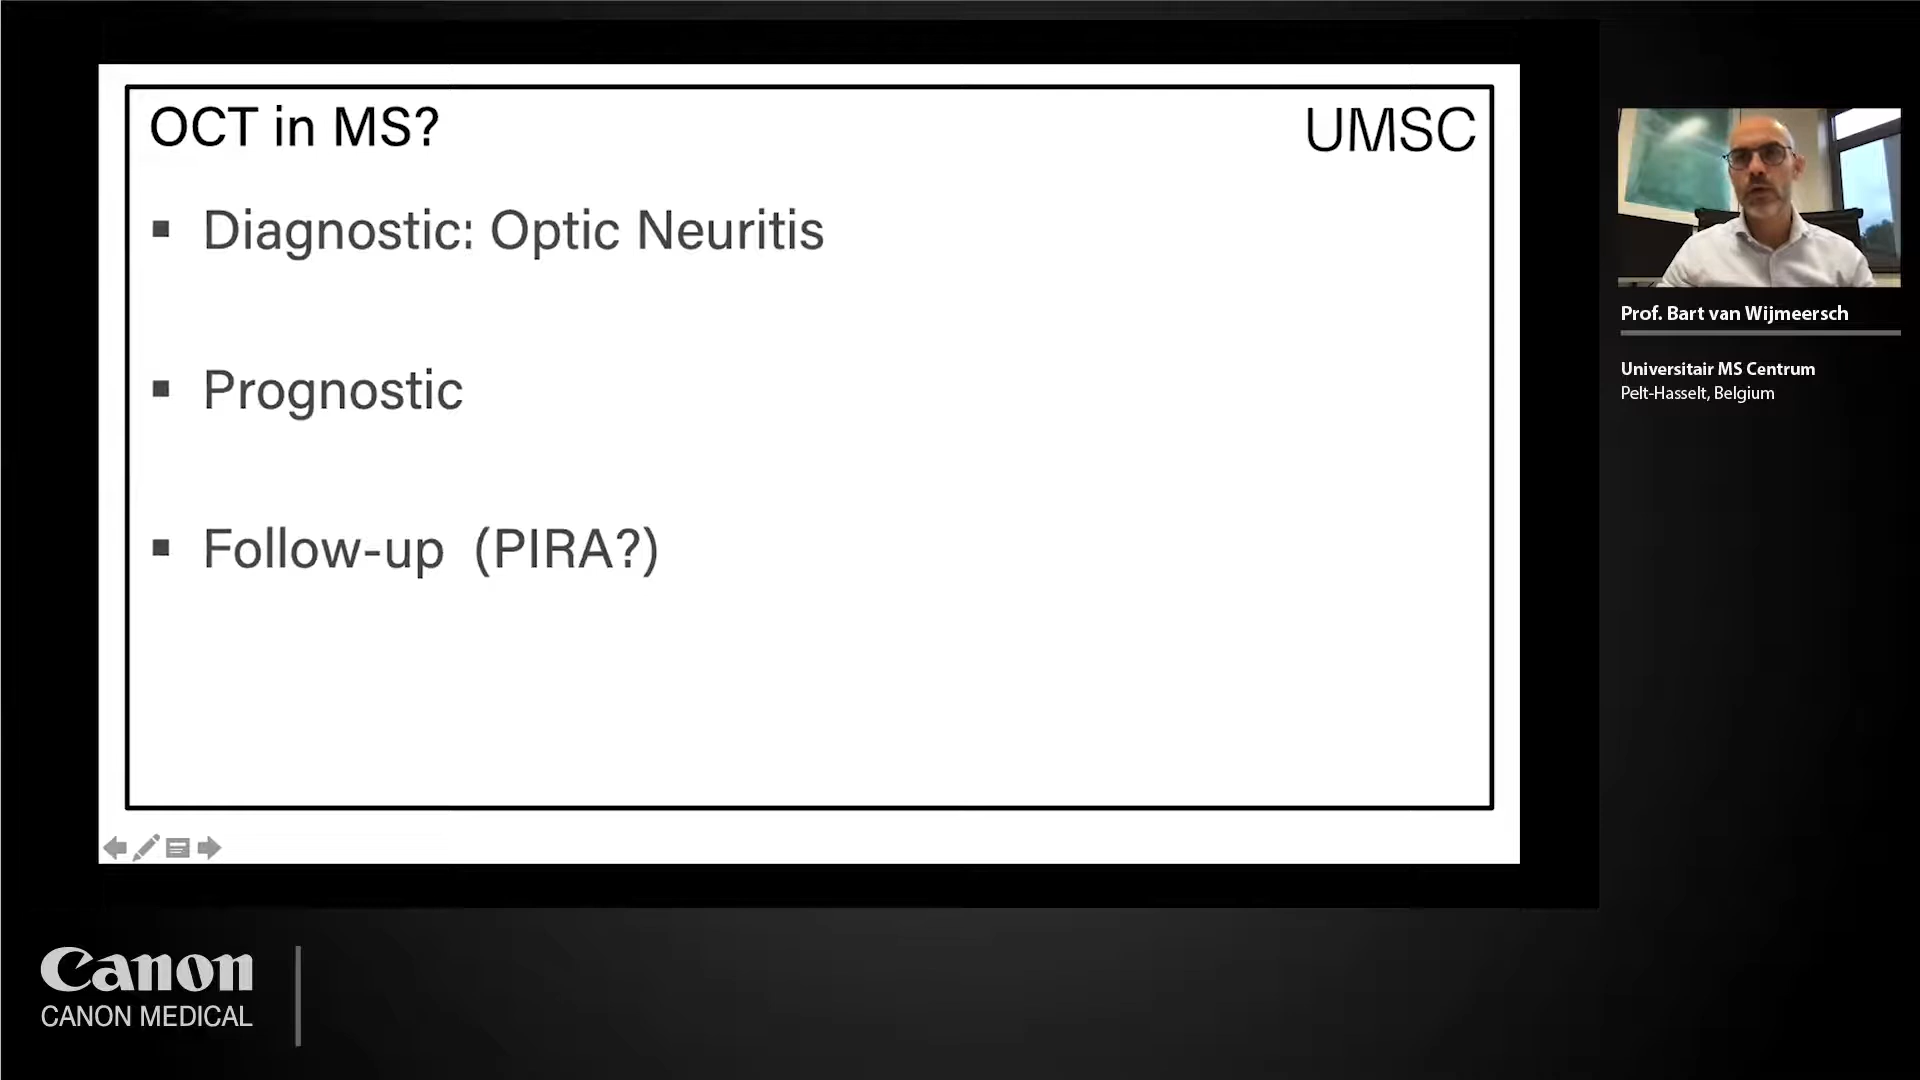 OCT in MS?
UMSC
▪ Diagnostic: Optic Neuritis
▪ Prognostic
▪ Follow-up (PIRA?)
Prof. Bart van Wijmeersch
Universitair MS Centrum
Pelt-Hasselt, Belgium
Canon
CANON MEDICAL